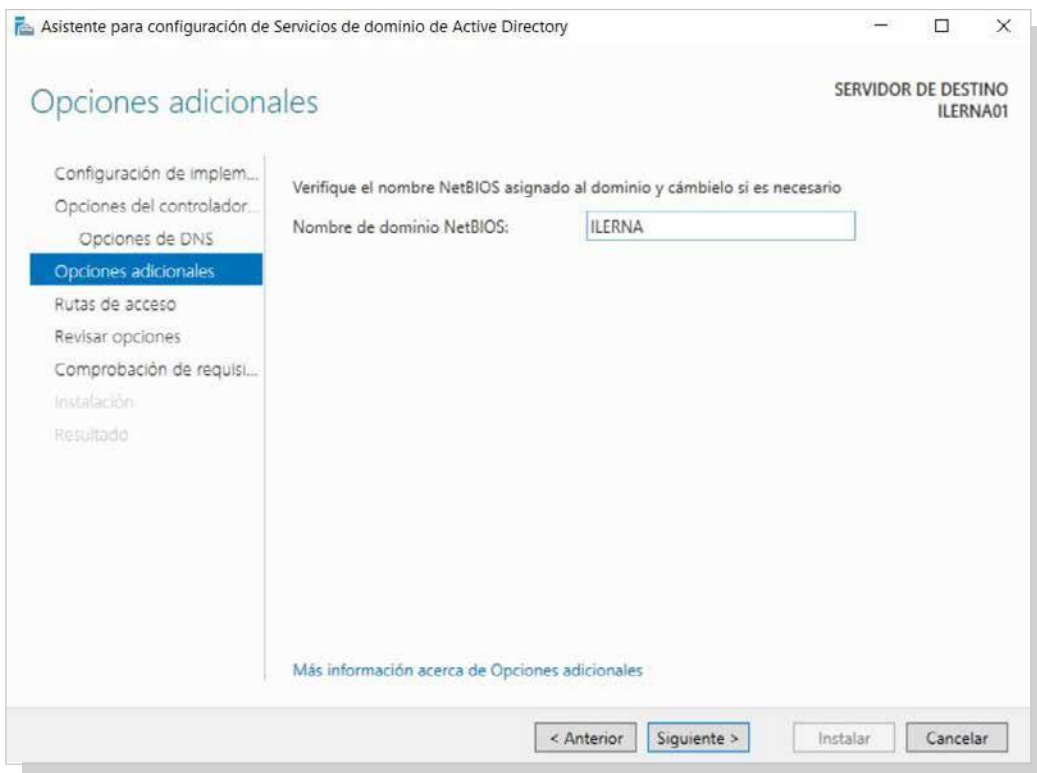 Asistente para configuración de Servicios de dominio de Active Directory
Opciones adicionales
SERVIDOR DE DESTINO
ILERNA01
Configuración de implem...
Opciones del controlador...
Opciones de DNS
Opciones adicionales
Rutas de acceso
Revisar opciones
Comprobación de requisi...
Instalación
Resultado
Verifique el nombre NetBIOS asignado al dominio y cámbielo si es necesario
Nombre de dominio NetBIOS: ILERNA
Más información acerca de Opciones adicionales
< Anterior Siguiente > Instalar Cancelar